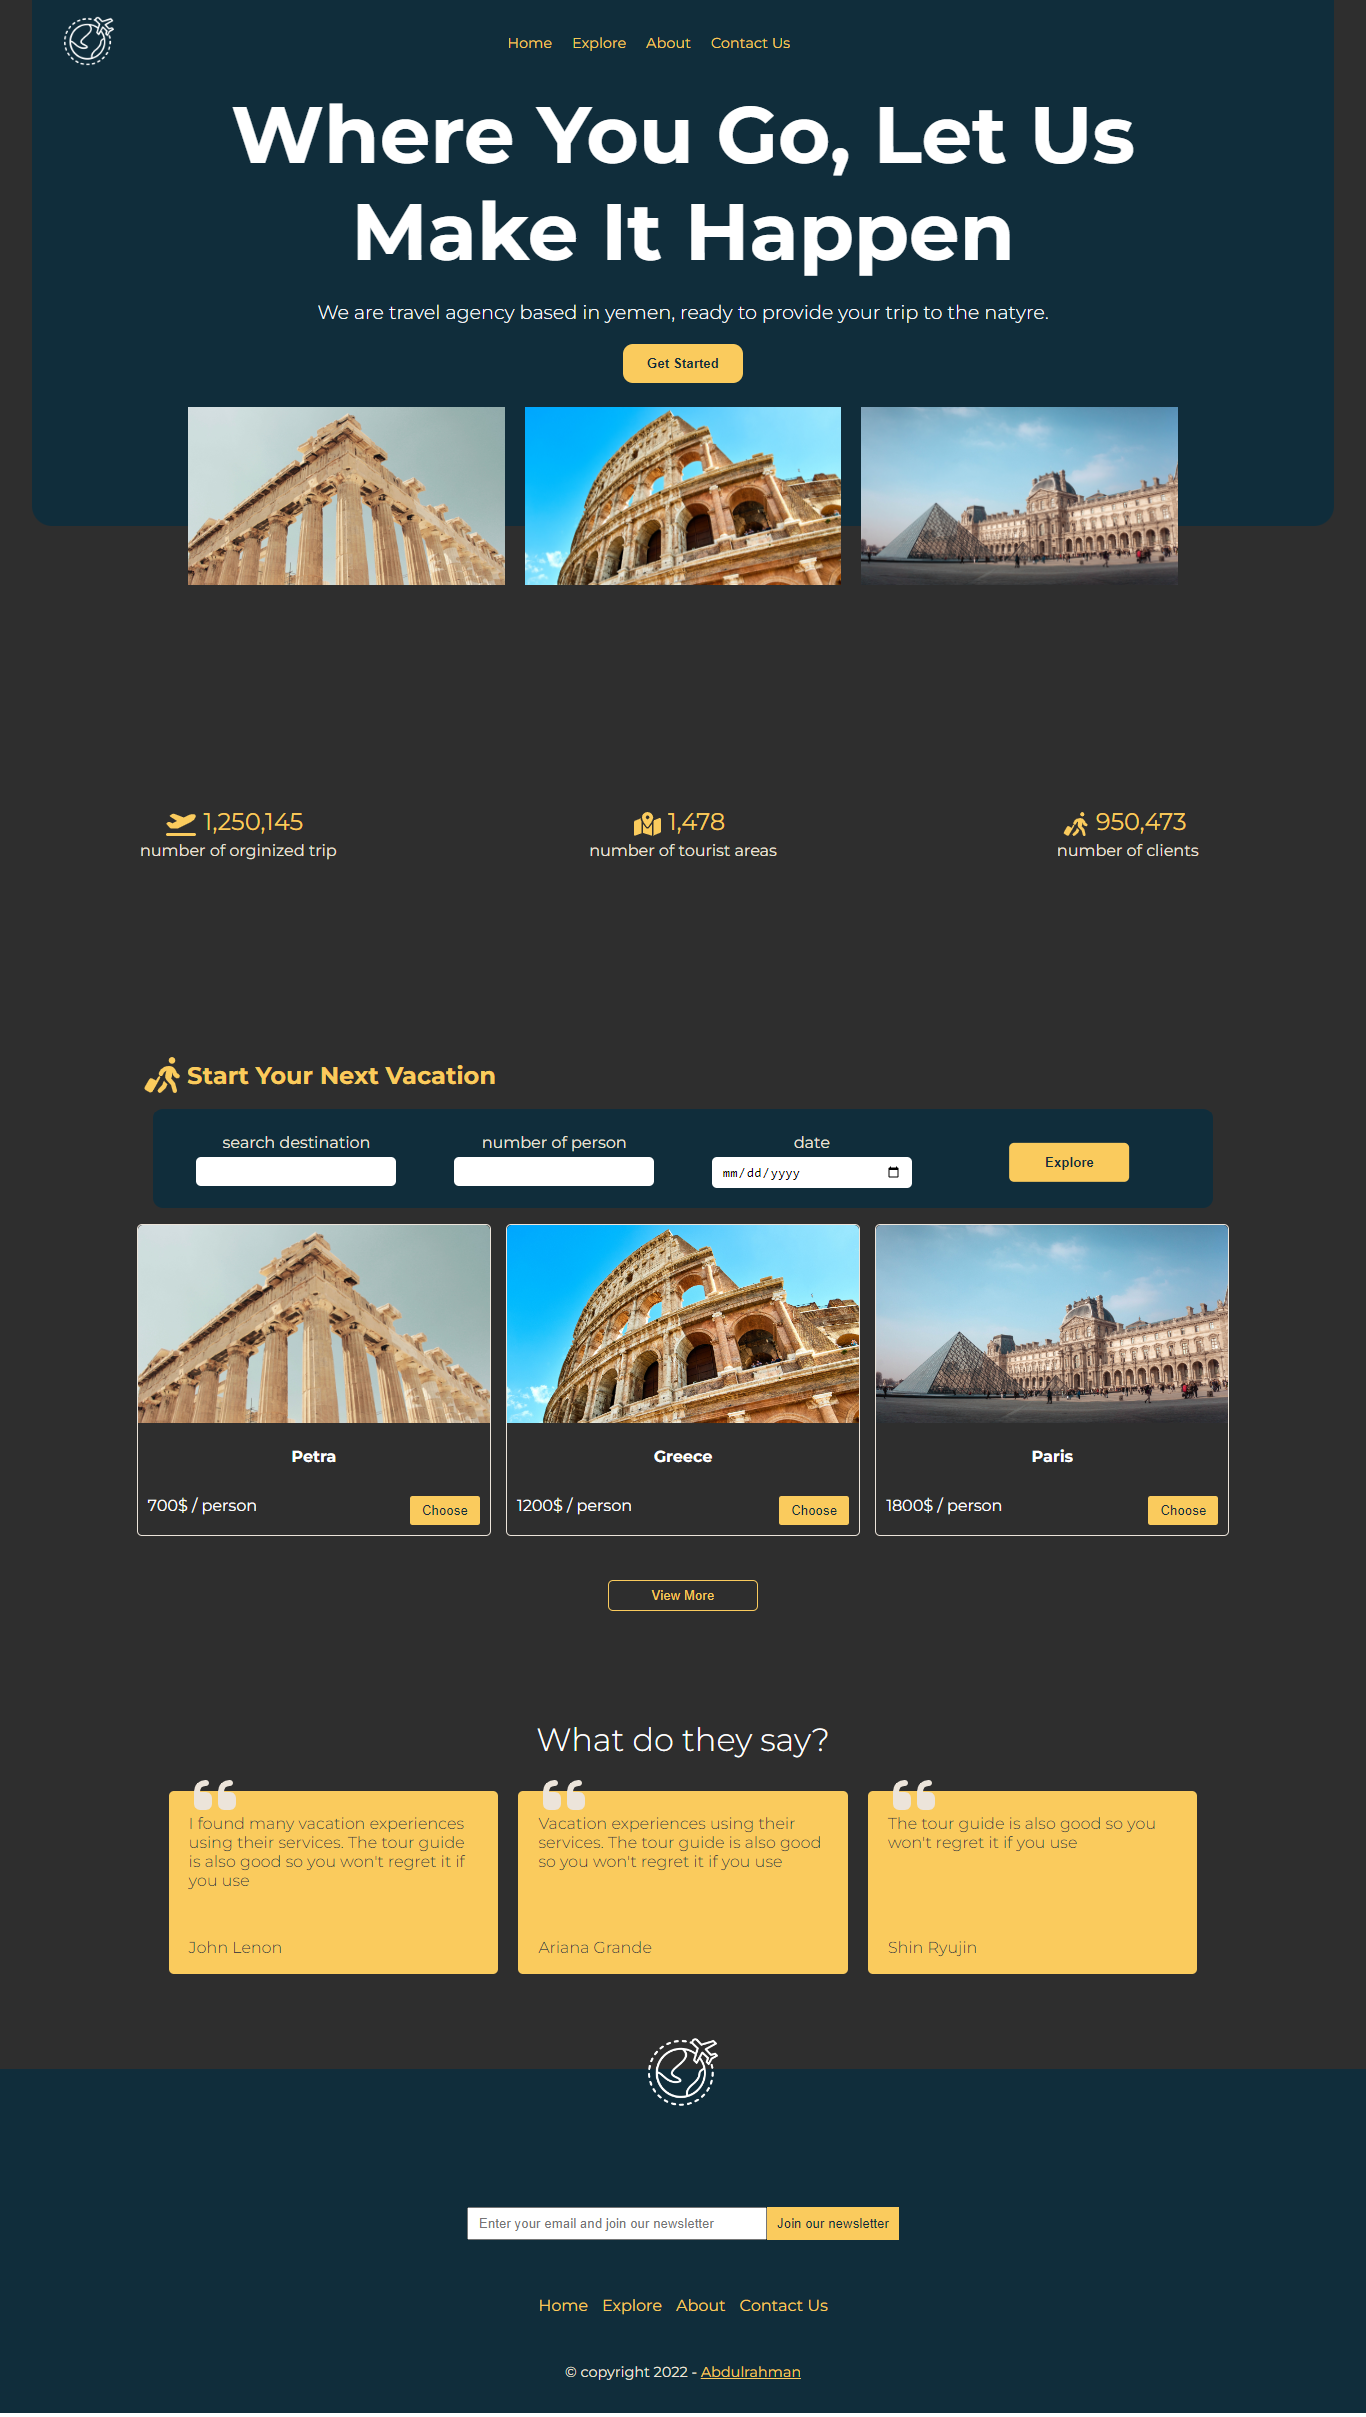 Home Explore About Contact Us
Where You Go, Let Us
Make It Happen
We are travel agency based in yemen, ready to provide your trip to the natyre.
Get Started
1,250,145
number of orginized trip
1,478
number of tourist areas
950,473
number of clients
Start Your Next Vacation
search destination
number of person
date
mm/dd/yyyy
Explore
Petra
700$ / person
Choose
Greece
1200$ / person
Choose
Paris
1800$ / person
Choose
View More
What do they say?
I found many vacation experiences
using their services. The tour guide
is also good so you won't regret it if
you use
John Lenon
Vacation experiences using their
services. The tour guide is also good
so you won't regret it if you use
Ariana Grande
The tour guide is also good so you
won't regret it if you use
Shin Ryujin
Enter your email and join our newsletter
Join our newsletter
Home Explore About Contact Us
© copyright 2022 - Abdulrahman